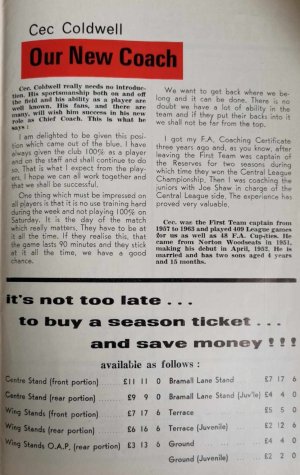 Cec Coldwell
Our New Coach
Cec. Coldwell really needs no introduc-
tion. His sportsmanship both on and off
the field and his ability as a player are
well known. His fans, and there are
many, will wish him success in his new
role as Chief Coach. This is what he
says :
I am delighted to be given this posi-
tion which came out of the blue. I have
always given the club 100% as a player
and on the staff and shall continue to do
so. That is what I expect from the play-
ers. I hope we can all work together and
that we shall be successful.
One thing which must be impressed on
all players is that it is no use training hard
during the week and not playing 100% on
Saturday. It is the day of the match
which really matters. They have to be at
it all the time. If they realise this, that
the game lasts 90 minutes and they stick
at it all the time, we have a good
chance.
We want to get back where we be-
long and it can be done. There is no
doubt we have a lot of ability in the
team and if they put their backs into it
we shall not be far from the top.
I got my F.A. Coaching Certificate
three years ago and, as you know, after
leaving the First Team was captain of
the Reserves for two seasons during
which time they won the Central League
Championship. Then I was coaching the
juniors with Joe Shaw in charge of the
Central League side. The experience has
proved very valuable.
Cec. was the First Team captain from
1957 to 1965 and played 409 League games
for us as well as 48 F.A. Cup-ties. He
came from Norton Woodseats in 1951,
making his debut in April, 1952. He is
married and has two sons aged 4 years
and 15 months.
it's not too late . . .
to buy a season ticket . . .
and save money ! ! !
available as follows :
Centre Stand (front portion) .... £11 11 0
Centre Stand (rear portion) .... £9 9 0
Wing Stands (front portion) .... £7 17 6
Wing Stands (rear portion) .... £6 16 6
Wing Stands O.A.P. (rear portion) £3 13 6
Bramall Lane Stand £7 17 6
Bramall Lane Stand (Juv'le) £4 4 0
Terrace £5 5 0
Terrace (Juvenile) £2 12 6
Ground £4 4 0
Ground (Juvenile) £2 2 0